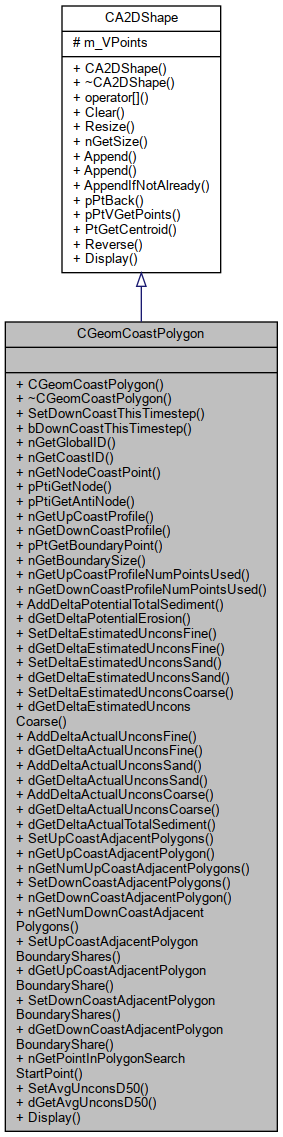 CA2DShape
# m_VPoints
+ CA2DShape()
+ ~CA2DShape()
+ operator[]()
+ Clear()
+ Resize()
+ nGetSize()
+ Append()
+ Append()
+ AppendIfNotAlready()
+ pPtBack()
+ pPtVGetPoints()
+ PtGetCentroid()
+ Reverse()
+ Display()
CGeomCoastPolygon
+ CGeomCoastPolygon()
+ ~CGeomCoastPolygon()
+ SetDownCoastThisTimestep()
+ bDownCoastThisTimestep()
+ nGetGlobalID()
+ nGetCoastID()
+ nGetNodeCoastPoint()
+ pPtiGetNode()
+ pPtiGetAntiNode()
+ nGetUpCoastProfile()
+ nGetDownCoastProfile()
+ pPtGetBoundaryPoint()
+ nGetBoundarySize()
+ nGetUpCoastProfileNumPointsUsed()
+ nGetDownCoastProfileNumPointsUsed()
+ AddDeltaPotentialTotalSediment()
+ dGetDeltaPotentialErosion()
+ SetDeltaEstimatedUnconsFine()
+ dGetDeltaEstimatedUnconsFine()
+ SetDeltaEstimatedUnconsSand()
+ dGetDeltaEstimatedUnconsSand()
+ SetDeltaEstimatedUnconsCoarse()
+ dGetDeltaEstimatedUncons
Coarse()
+ AddDeltaActualUnconsFine()
+ dGetDeltaActualUnconsFine()
+ AddDeltaActualUnconsSand()
+ dGetDeltaActualUnconsSand()
+ AddDeltaActualUnconsCoarse()
+ dGetDeltaActualUnconsCoarse()
+ dGetDeltaActualTotalSediment()
+ SetUpCoastAdjacentPolygons()
+ nGetUpCoastAdjacentPolygon()
+ nGetNumUpCoastAdjacentPolygons()
+ SetDownCoastAdjacentPolygons()
+ nGetDownCoastAdjacentPolygon()
+ nGetNumDownCoastAdjacent
Polygons()
+ SetUpCoastAdjacentPolygon
BoundaryShares()
+ dGetUpCoastAdjacentPolygon
BoundaryShare()
+ SetDownCoastAdjacentPolygon
BoundaryShares()
+ dGetDownCoastAdjacentPolygon
BoundaryShare()
+ nGetPointInPolygonSearch
StartPoint()
+ SetAvgUnconsD50()
+ dGetAvgUnconsD50()
+ Display()